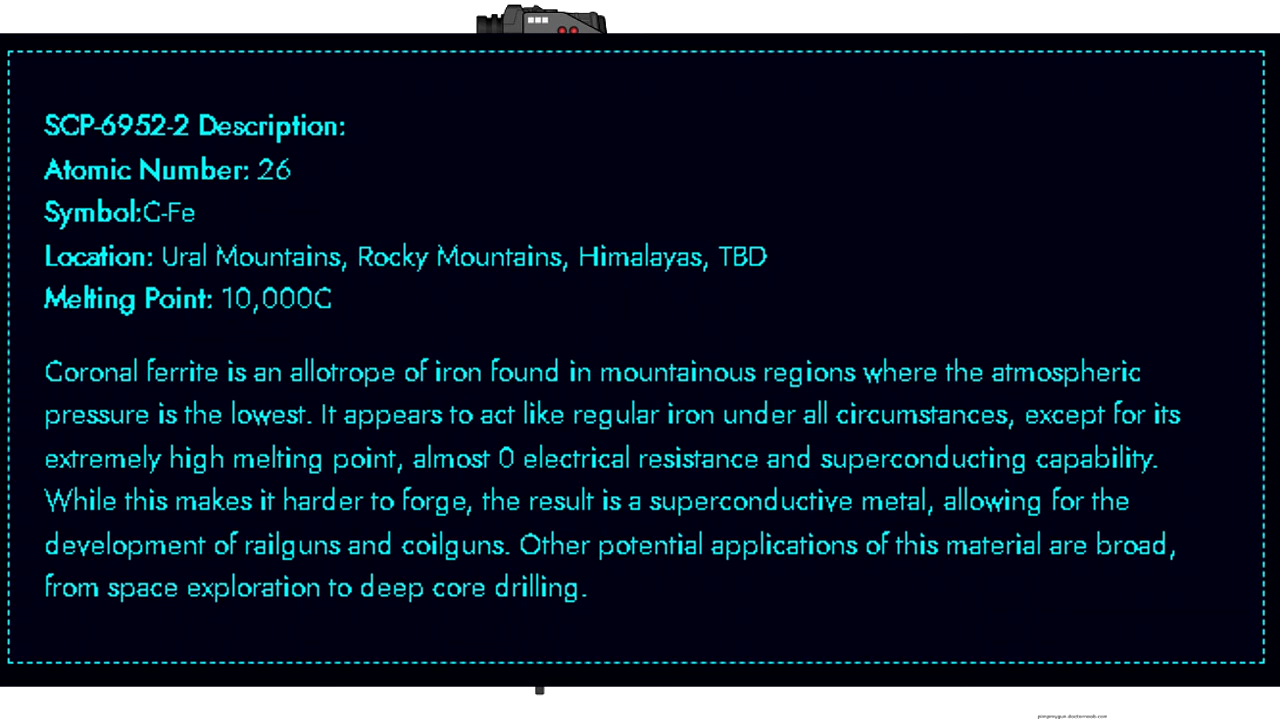 SCP-6952-2 Description:
Atomic Number: 26
Symbol:C-Fe
Location: Ural Mountains, Rocky Mountains, Himalayas, TBD
Melting Point: 10,000C
Coronal ferrite is an allotrope of iron found in mountainous regions where the atmospheric
pressure is the lowest. It appears to act like regular iron under all circumstances, except for its
extremely high melting point, almost 0 electrical resistance and superconducting capability.
While this makes it harder to forge, the result is a superconductive metal, allowing for the
development of railguns and coilguns. Other potential applications of this material are broad,
from space exploration to deep core drilling.
pimpmygun.doctornoob.com